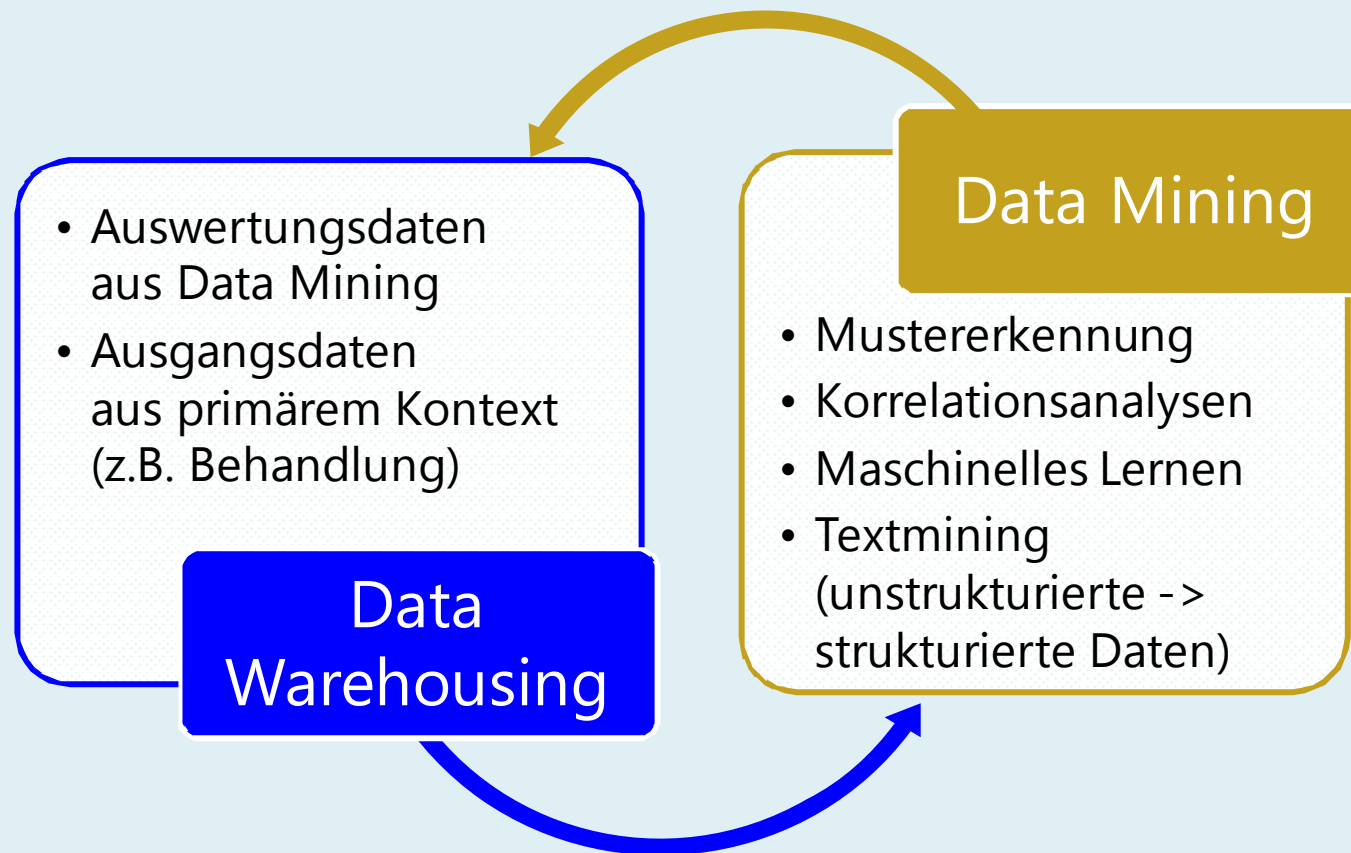 • Auswertungsdaten
aus Data Mining
• Ausgangsdaten
aus primärem Kontext
(z.B. Behandlung)
Data
Warehousing
Data Mining
• Mustererkennung
• Korrelationsanalysen
• Maschinelles Lernen
• Textmining
(unstrukturierte ->
strukturierte Daten)